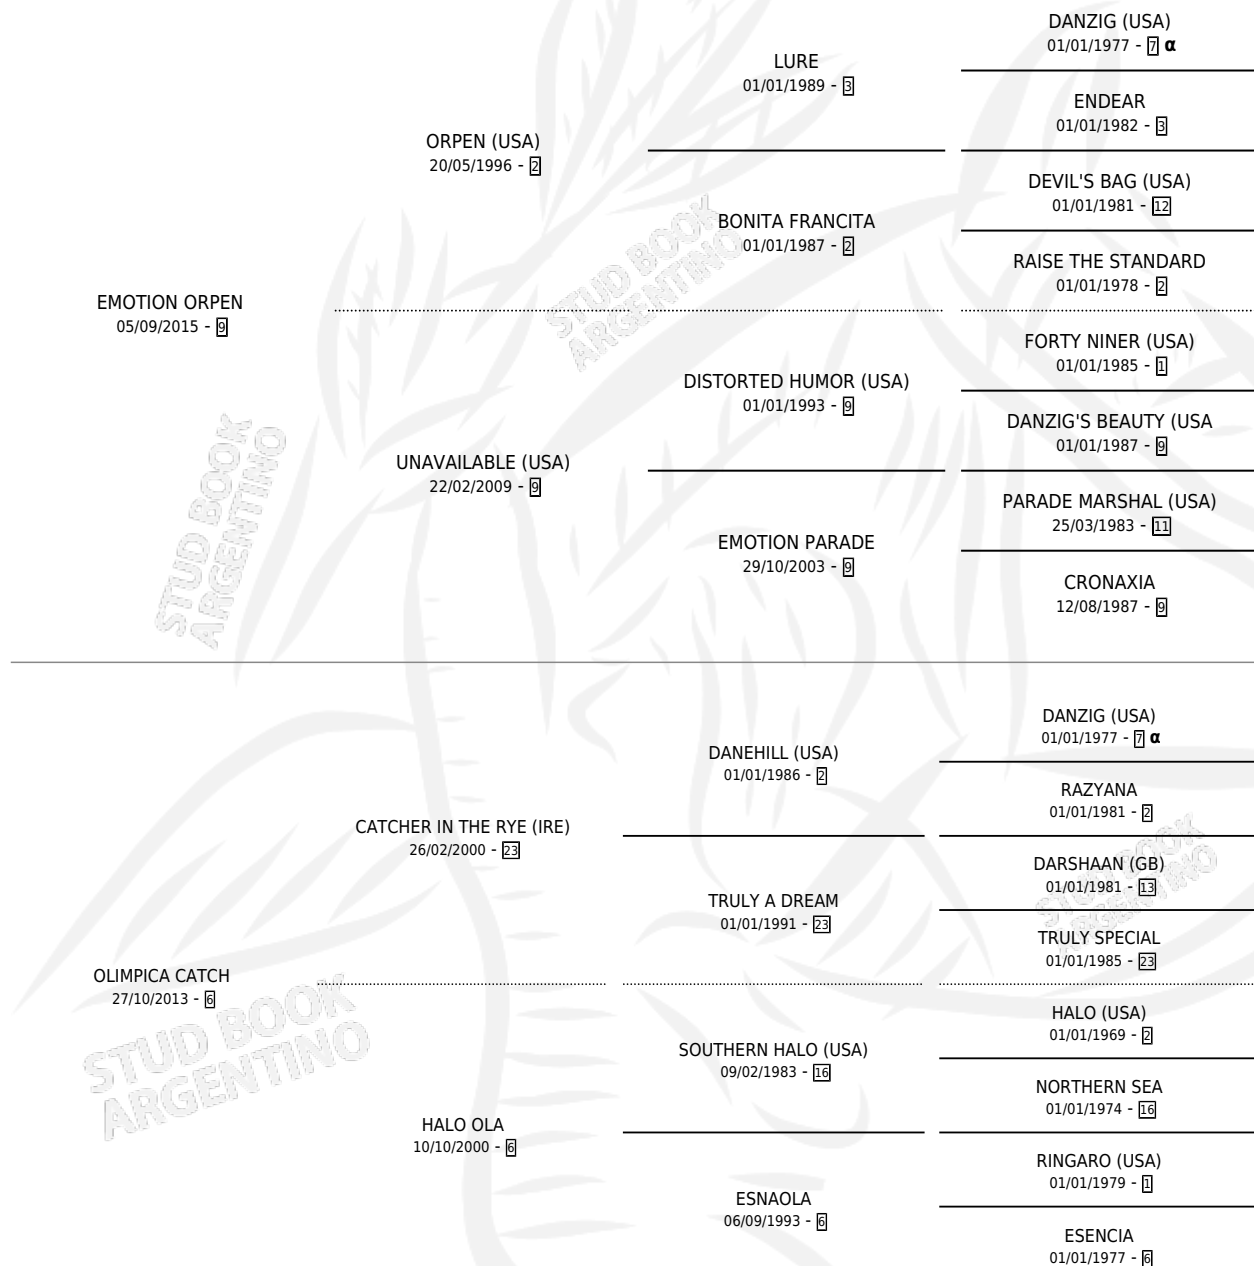 DANZIG (USA)
01/01/1977 - 7 α
LURE
01/01/1989 - 3
ENDEAR
01/01/1982 - 3
ORPEN (USA)
20/05/1996 - 2
DEVIL'S BAG (USA)
01/01/1981 - 12
BONITA FRANCITA
01/01/1987 - 2
RAISE THE STANDARD
01/01/1978 - 2
EMOTION ORPEN
05/09/2015 - 9
FORTY NINER (USA)
01/01/1985 - 1
DISTORTED HUMOR (USA)
01/01/1993 - 9
DANZIG'S BEAUTY (USA
01/01/1987 - 9
UNAVAILABLE (USA)
22/02/2009 - 9
PARADE MARSHAL (USA)
25/03/1983 - 11
EMOTION PARADE
29/10/2003 - 9
CRONAXIA
12/08/1987 - 9
DANZIG (USA)
01/01/1977 - 7 α
DANEHILL (USA)
01/01/1986 - 2
RAZYANA
01/01/1981 - 2
CATCHER IN THE RYE (IRE)
26/02/2000 - 23
DARSHAAN (GB)
01/01/1981 - 13
TRULY A DREAM
01/01/1991 - 23
TRULY SPECIAL
01/01/1985 - 23
OLIMPICA CATCH
27/10/2013 - 6
HALO (USA)
01/01/1969 - 2
SOUTHERN HALO (USA)
09/02/1983 - 16
NORTHERN SEA
01/01/1974 - 16
HALO OLA
10/10/2000 - 6
RINGARO (USA)
01/01/1979 - 1
ESNAOLA
06/09/1993 - 6
ESENCIA
01/01/1977 - 6
STUD BOOK
ARGENTINO
STUD BOOK
ARGENTINO
STUD BOOK
ARGENTINO
STUD BOOK
ARGENTINO